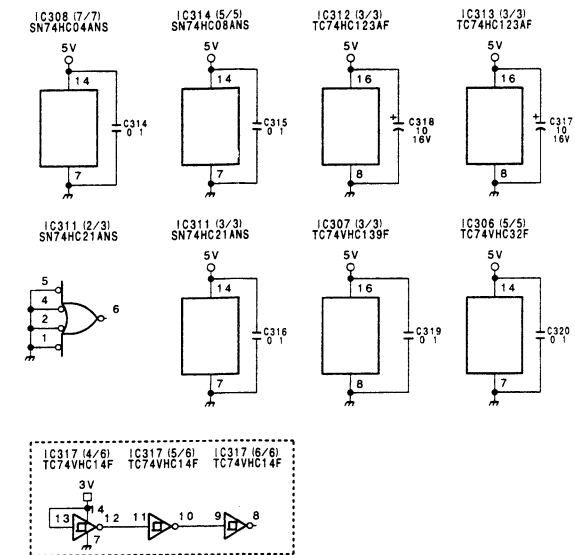 IC308 (7/7)
SN74HC04ANS
5V
14
C314
0 1
7
IC314 (5/5)
SN74HC08ANS
5V
14
C315
0 1
7
IC312 (3/3)
TC74HC123AF
5V
16
+
C318
10
16V
8
IC313 (3/3)
TC74HC123AF
5V
16
+
C317
10
16V
8
IC311 (2/3)
SN74HC21ANS
5
4
2
1
6
IC311 (3/3)
SN74HC21ANS
5V
14
C316
0 1
7
IC307 (3/3)
TC74VHC139F
5V
16
C319
0 1
8
IC306 (5/5)
TC74VHC32F
5V
14
C320
0 1
7
IC317 (4/6) IC317 (5/6) IC317 (6/6)
TC74VHC14F TC74VHC14F TC74VHC14F
3V
14
13 12 11 10 9 8
7